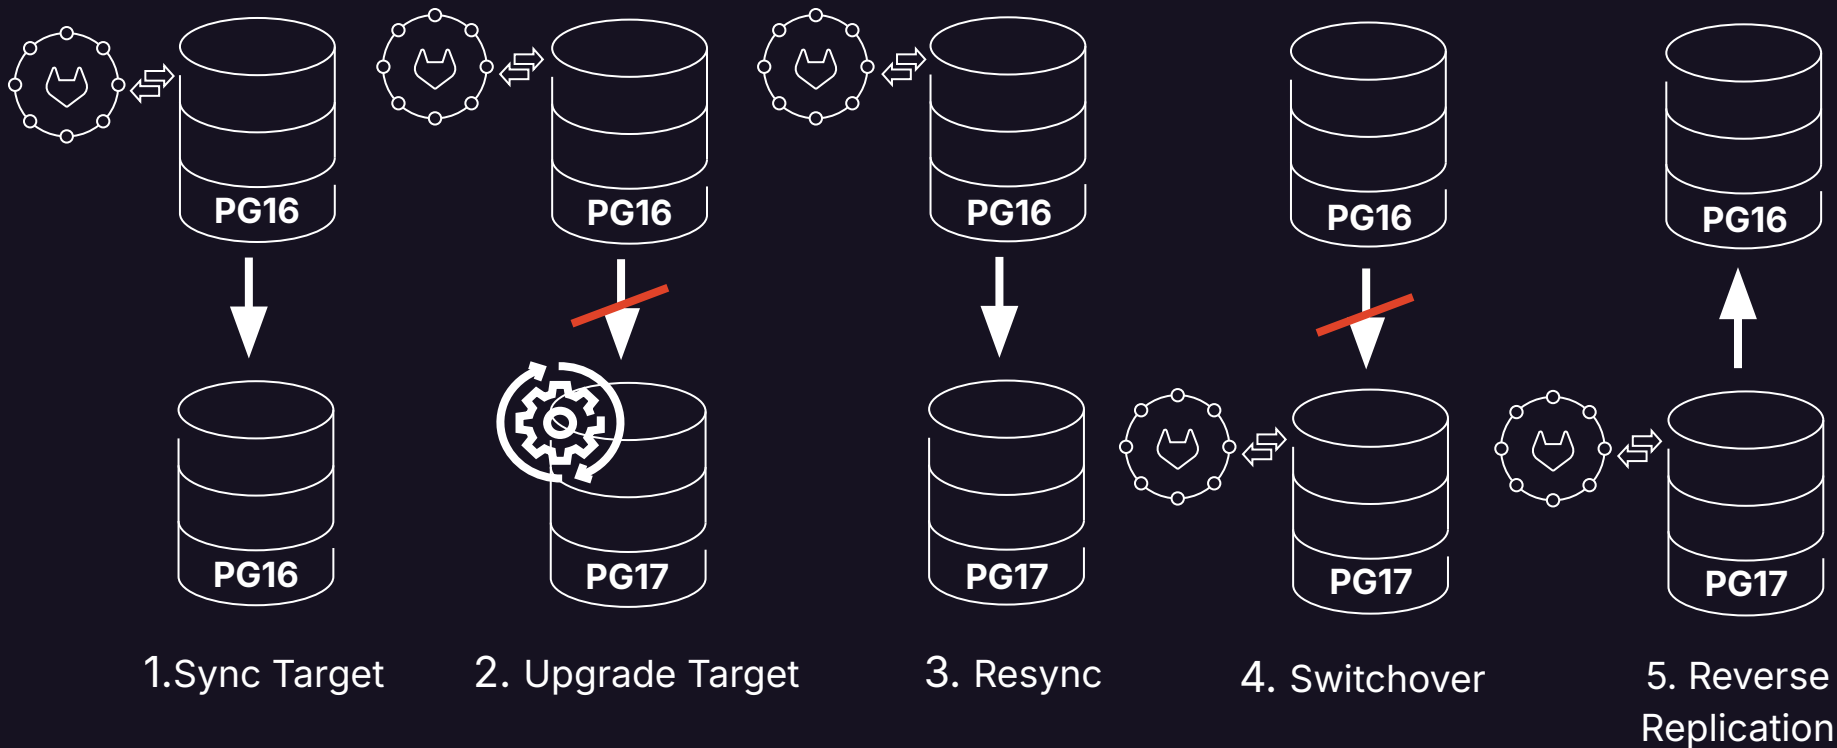 PG16
PG16
PG16
PG16
PG16
PG16
PG17
PG17
PG17
PG17
1.Sync Target
2. Upgrade Target
3. Resync
4. Switchover
5. Reverse
Replication